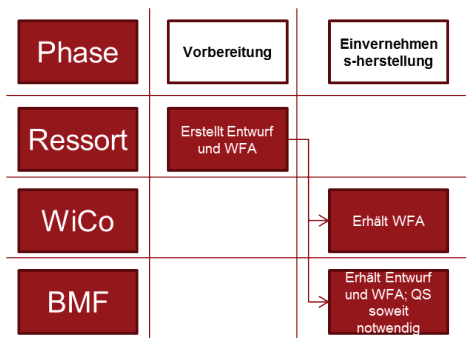 Phase
Vorbereitung
Einvernehmen
s-herstellung
Ressort
Erstellt Entwurf
und WFA
WiCo
Erhält WFA
BMF
Erhält Entwurf
und WFA; QS
soweit
notwendig